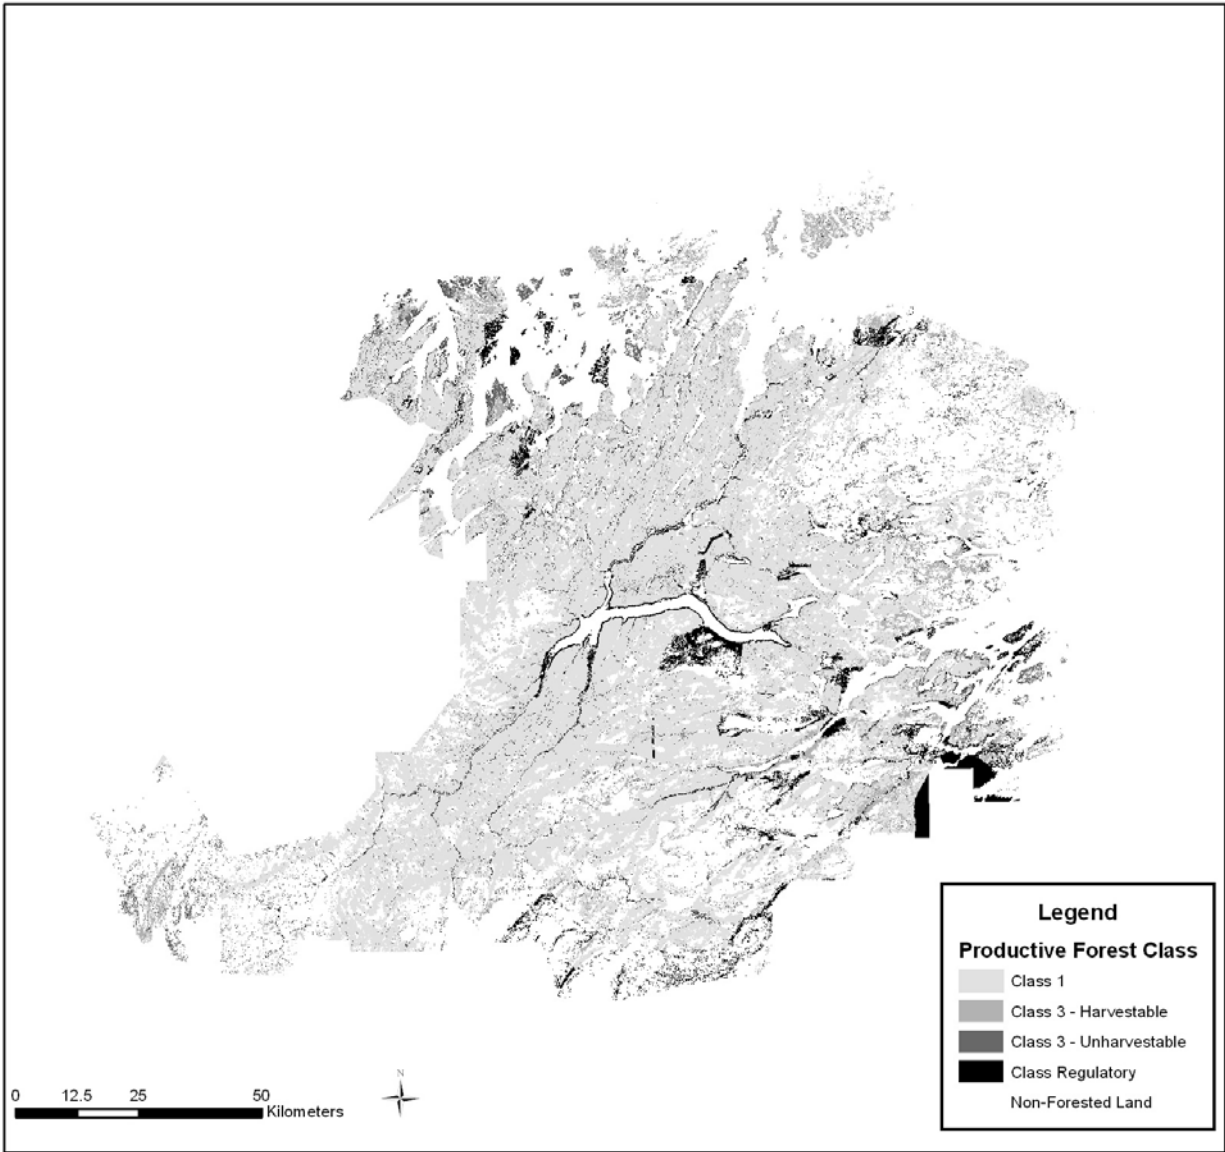 Legend
Productive Forest Class
Class 1
Class 3 - Harvestable
Class 3 - Unharvestable
Class Regulatory
Non-Forested Land
0 12.5 25 50
Kilometers
N